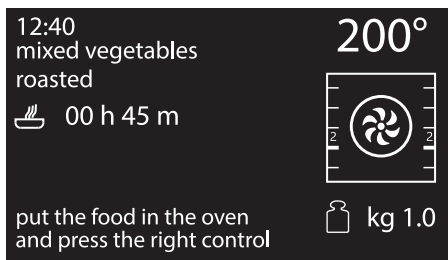 12:40
200°
mixed vegetables
roasted
00 h 45 m
2 2
put the food in the oven
and press the right control
kg 1.0